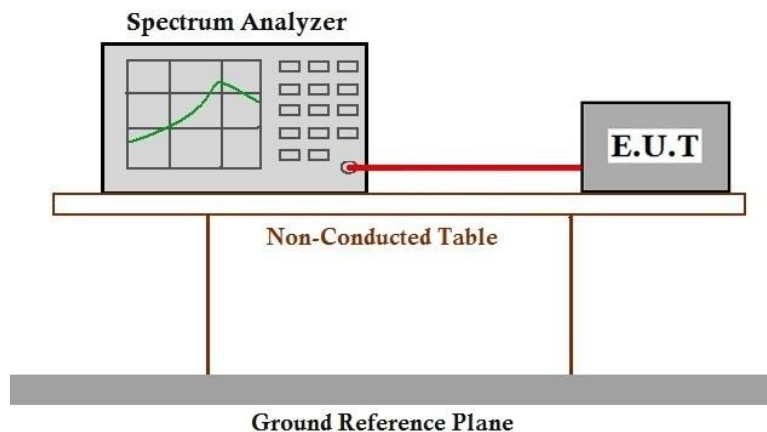 Spectrum Analyzer
E.U.T
Non-Conducted Table
Ground Reference Plane